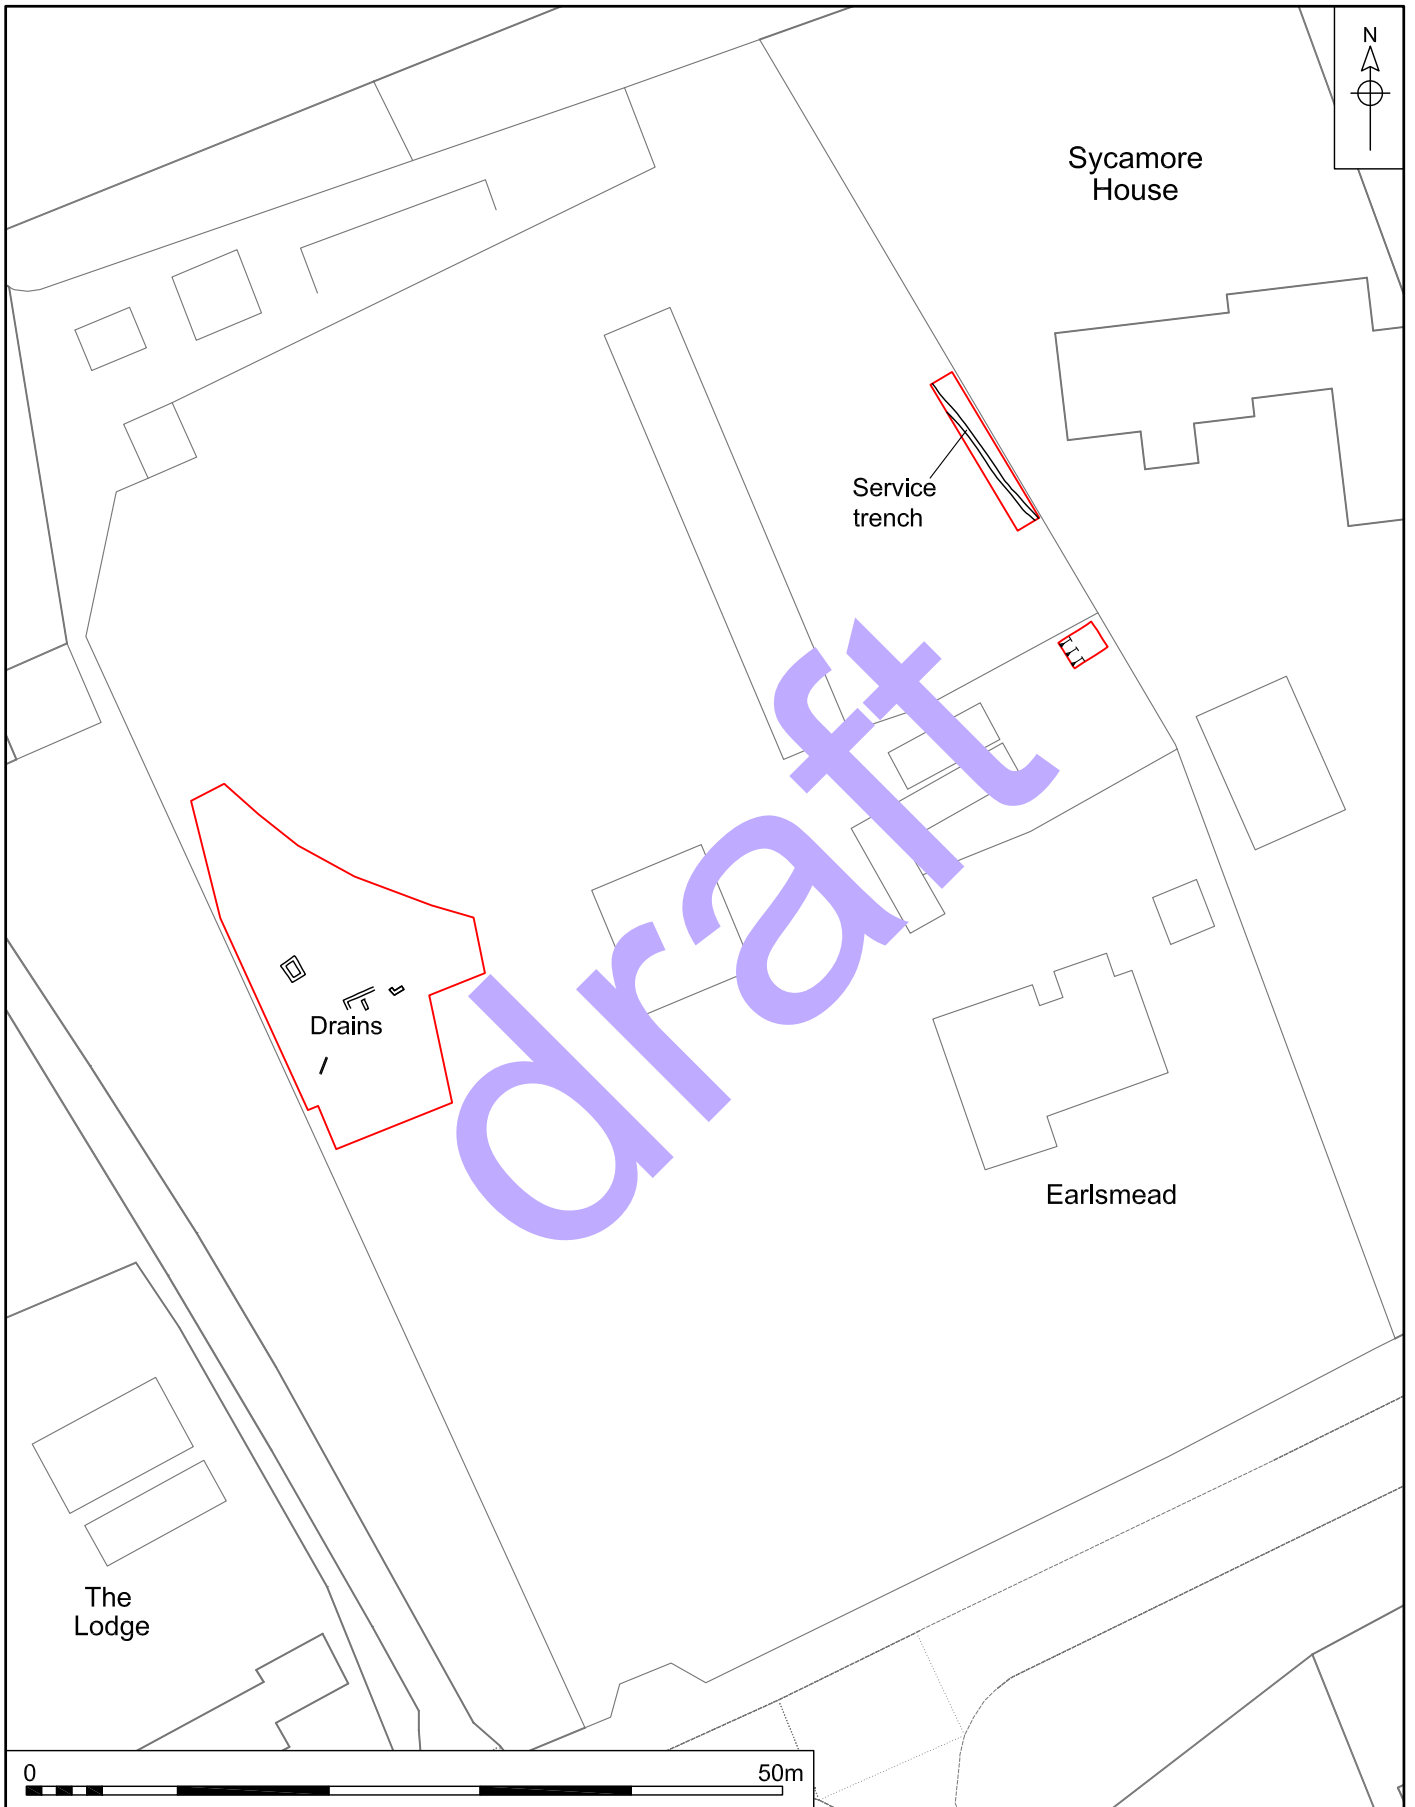 N
Sycamore
House
Service
trench
draft
Drains
Earlsmead
The
Lodge
0 50m